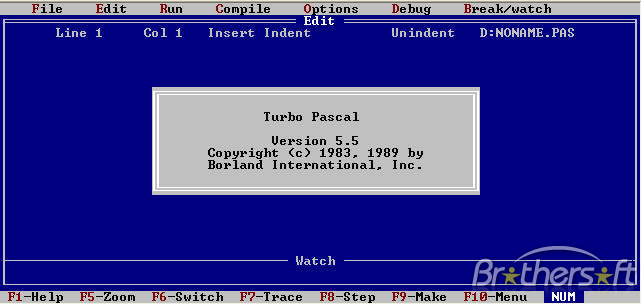 File Edit Run Compile Options Debug Break/watch
Edit
Line 1 Col 1 Insert Indent Unindent D:NONAME.PAS
Turbo Pascal
Version 5.5
Copyright (c) 1983, 1989 by
Borland International, Inc.
Watch
Brothersoft
F1-Help F5-Zoom F6-Switch F7-Trace F8-Step F9-Make F10-Menu NUM